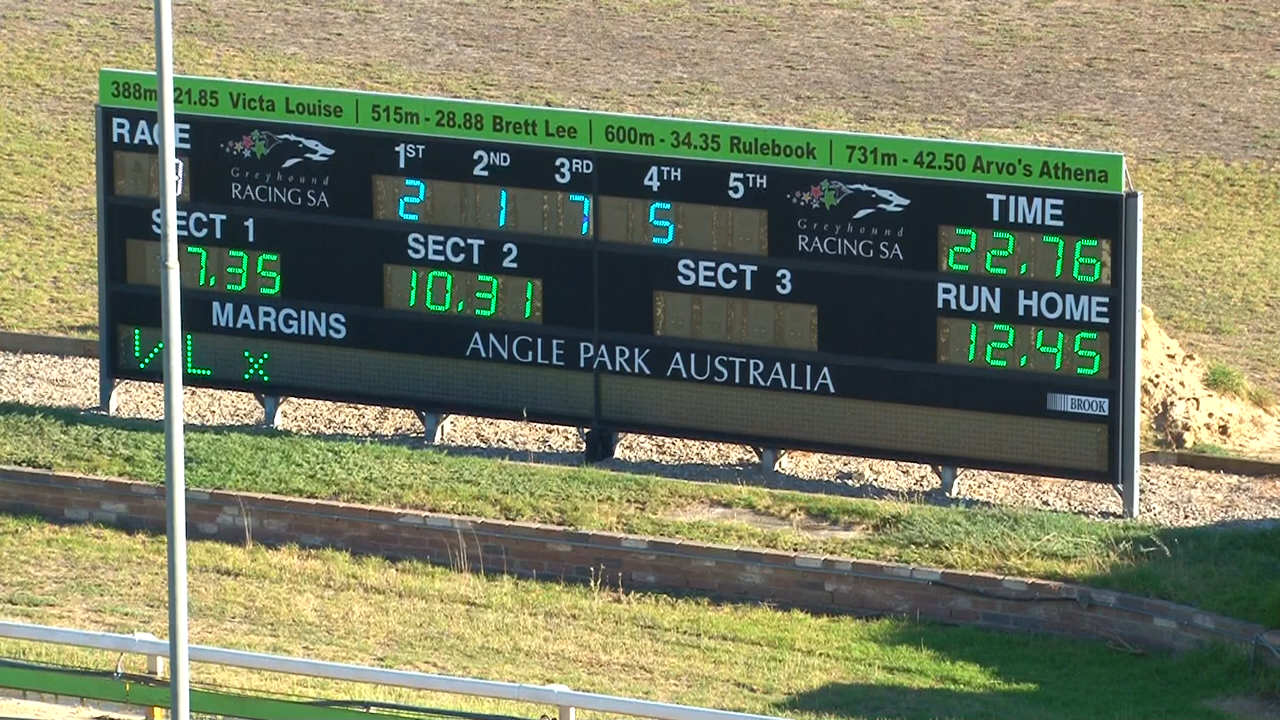 388m 21.85 Victa Louise | 515m - 28.88 Brett Lee | 600m - 34.35 Rulebook | 731m - 42.50 Arvo's Athena
RACE
Greyhound
RACING SA
1ST 2ND 3RD 4TH 5TH
2 1 7 5
Greyhound
RACING SA
TIME
22.76
SECT 1
7.35
SECT 2
10.31
SECT 3
RUN HOME
12.45
MARGINS
L x
ANGLE PARK AUSTRALIA
BROOK